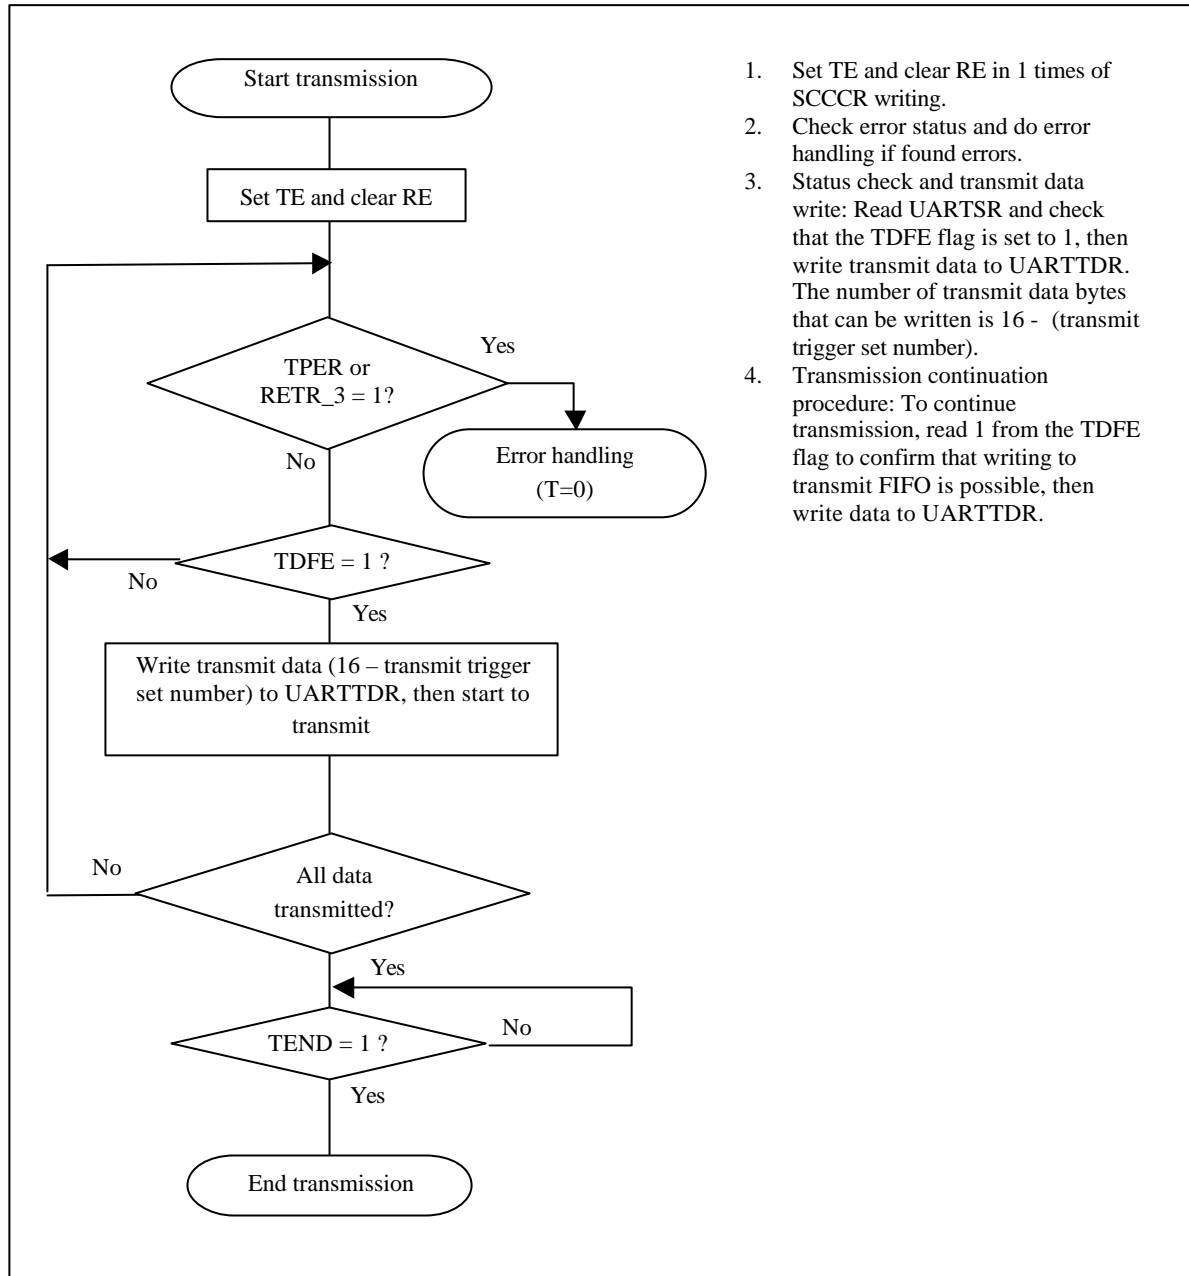 Start transmission
Set TE and clear RE
TPER or
RETR_3 = 1?
Yes
No
Error handling
(T=0)
TDFE = 1 ?
No
Yes
Write transmit data (16 – transmit trigger
set number) to UARTTDR, then start to
transmit
No
All data
transmitted?
Yes
TEND = 1 ?
No
Yes
End transmission
1. Set TE and clear RE in 1 times of
SCCCR writing.
2. Check error status and do error
handling if found errors.
3. Status check and transmit data
write: Read UARTSR and check
that the TDFE flag is set to 1, then
write transmit data to UARTTDR.
The number of transmit data bytes
that can be written is 16 - (transmit
trigger set number).
4. Transmission continuation
procedure: To continue
transmission, read 1 from the TDFE
flag to confirm that writing to
transmit FIFO is possible, then
write data to UARTTDR.